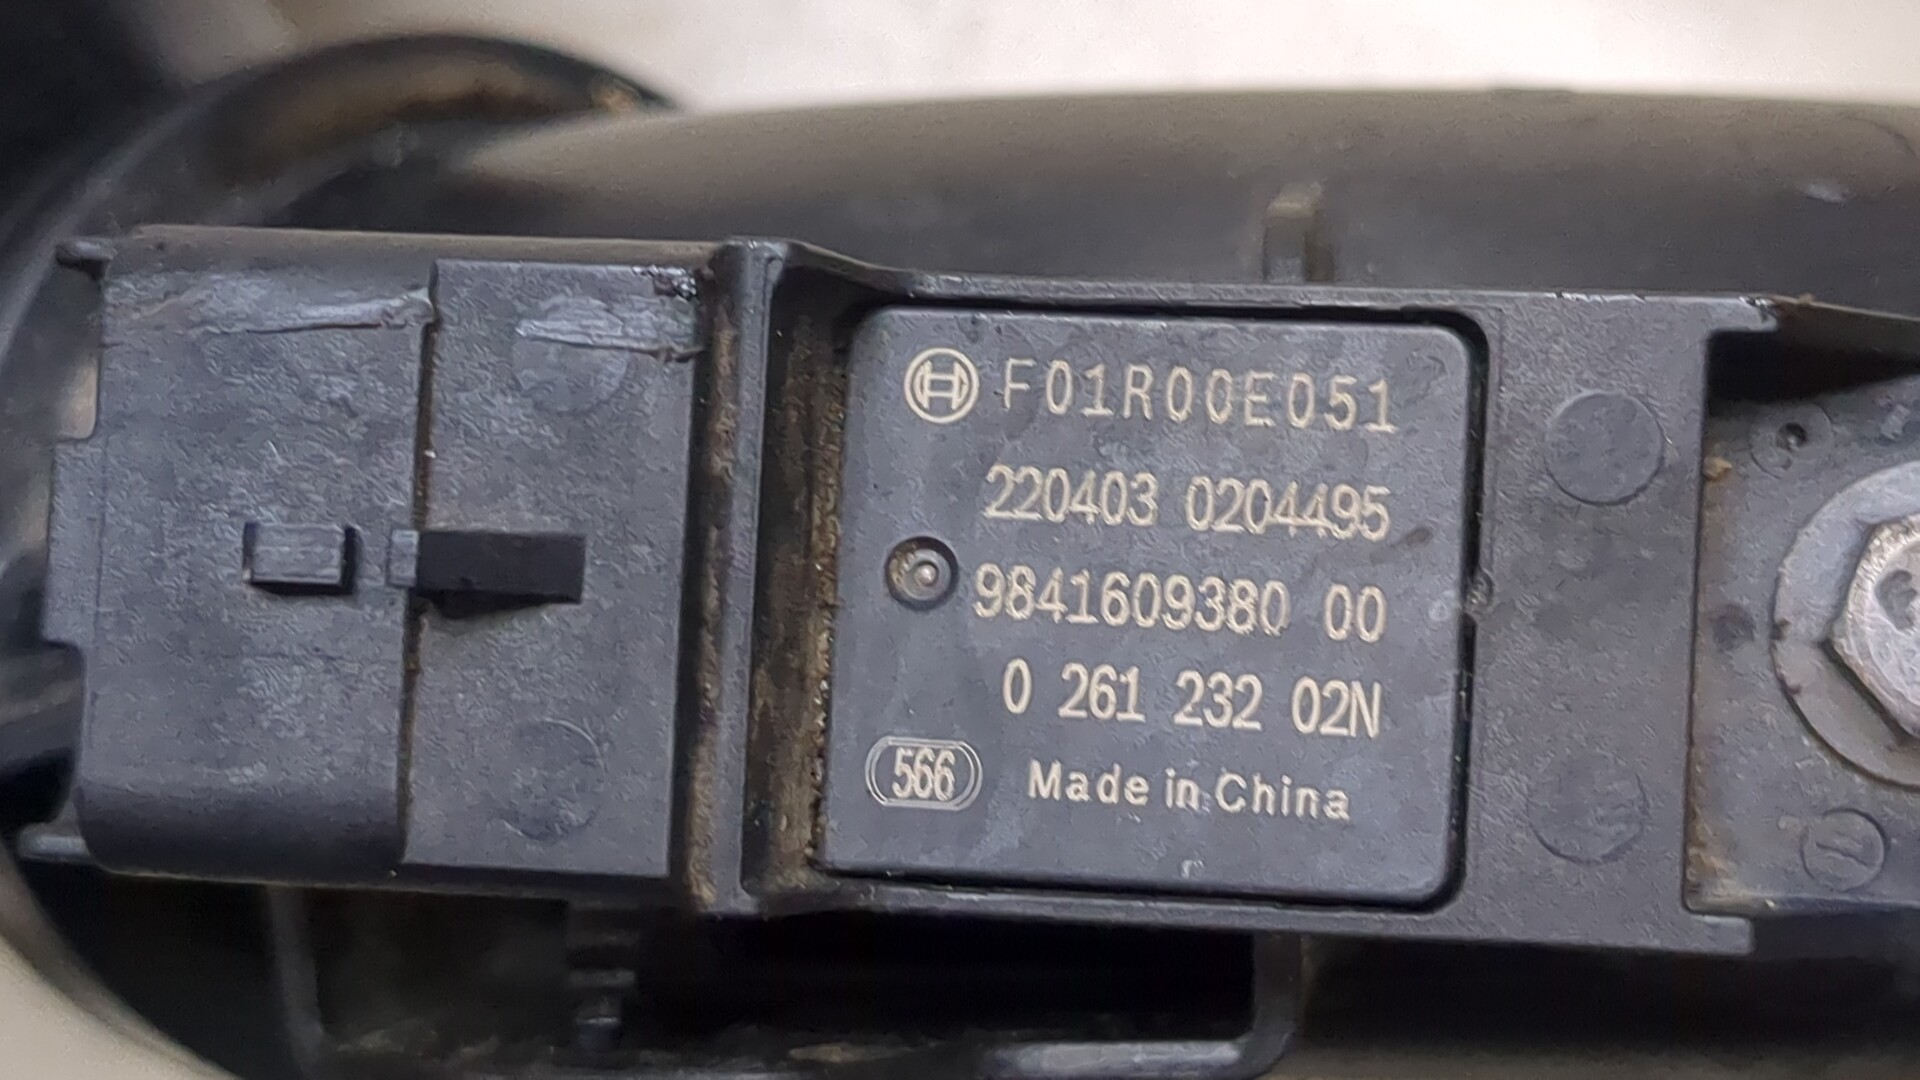 F01R00E051
220403 0204495
9841609380 00
0 261 232 02N
566 Made in China